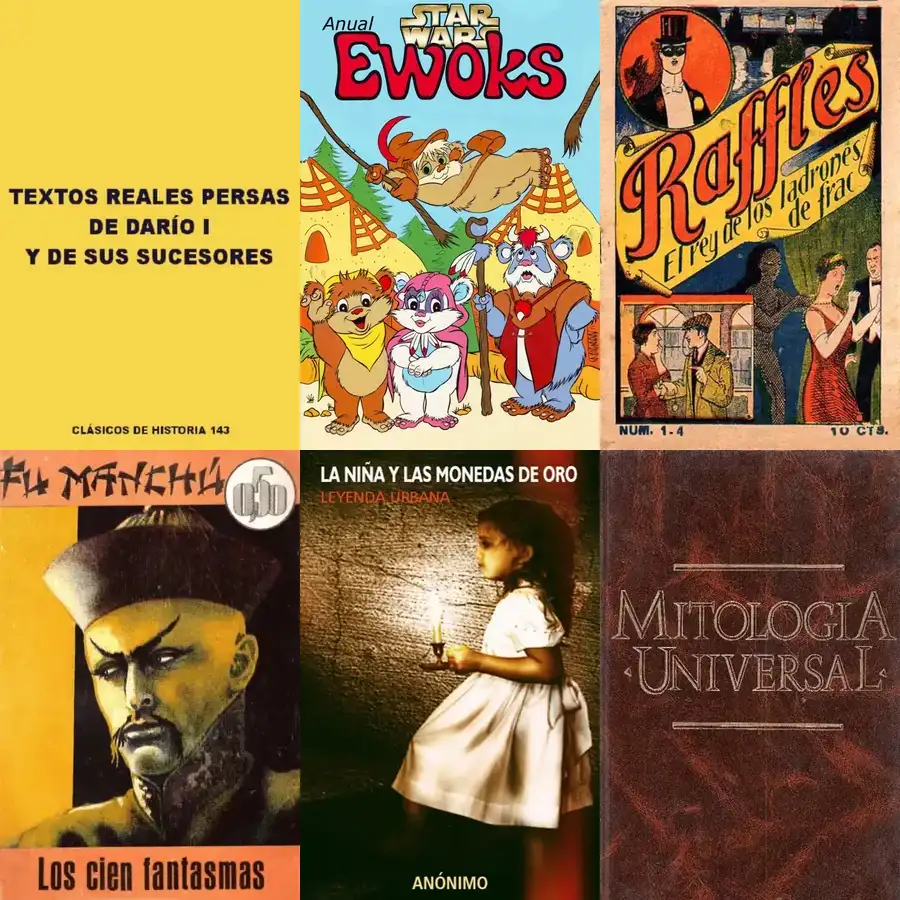 TEXTOS REALES PERSAS
DE DARÍO I
Y DE SUS SUCESORES
CLÁSICOS DE HISTORIA 143
Anual
STAR
WARS
EWOKS
Raffles
El rey de los ladrones
de frac
NUM. 1-4
10 CTS.
FU MANCHÚ
0,50
Los cien fantasmas
LA NIÑA Y LAS MONEDAS DE ORO
LEYENDA URBANA
ANÓNIMO
MITOLOGIA
UNIVERSAL